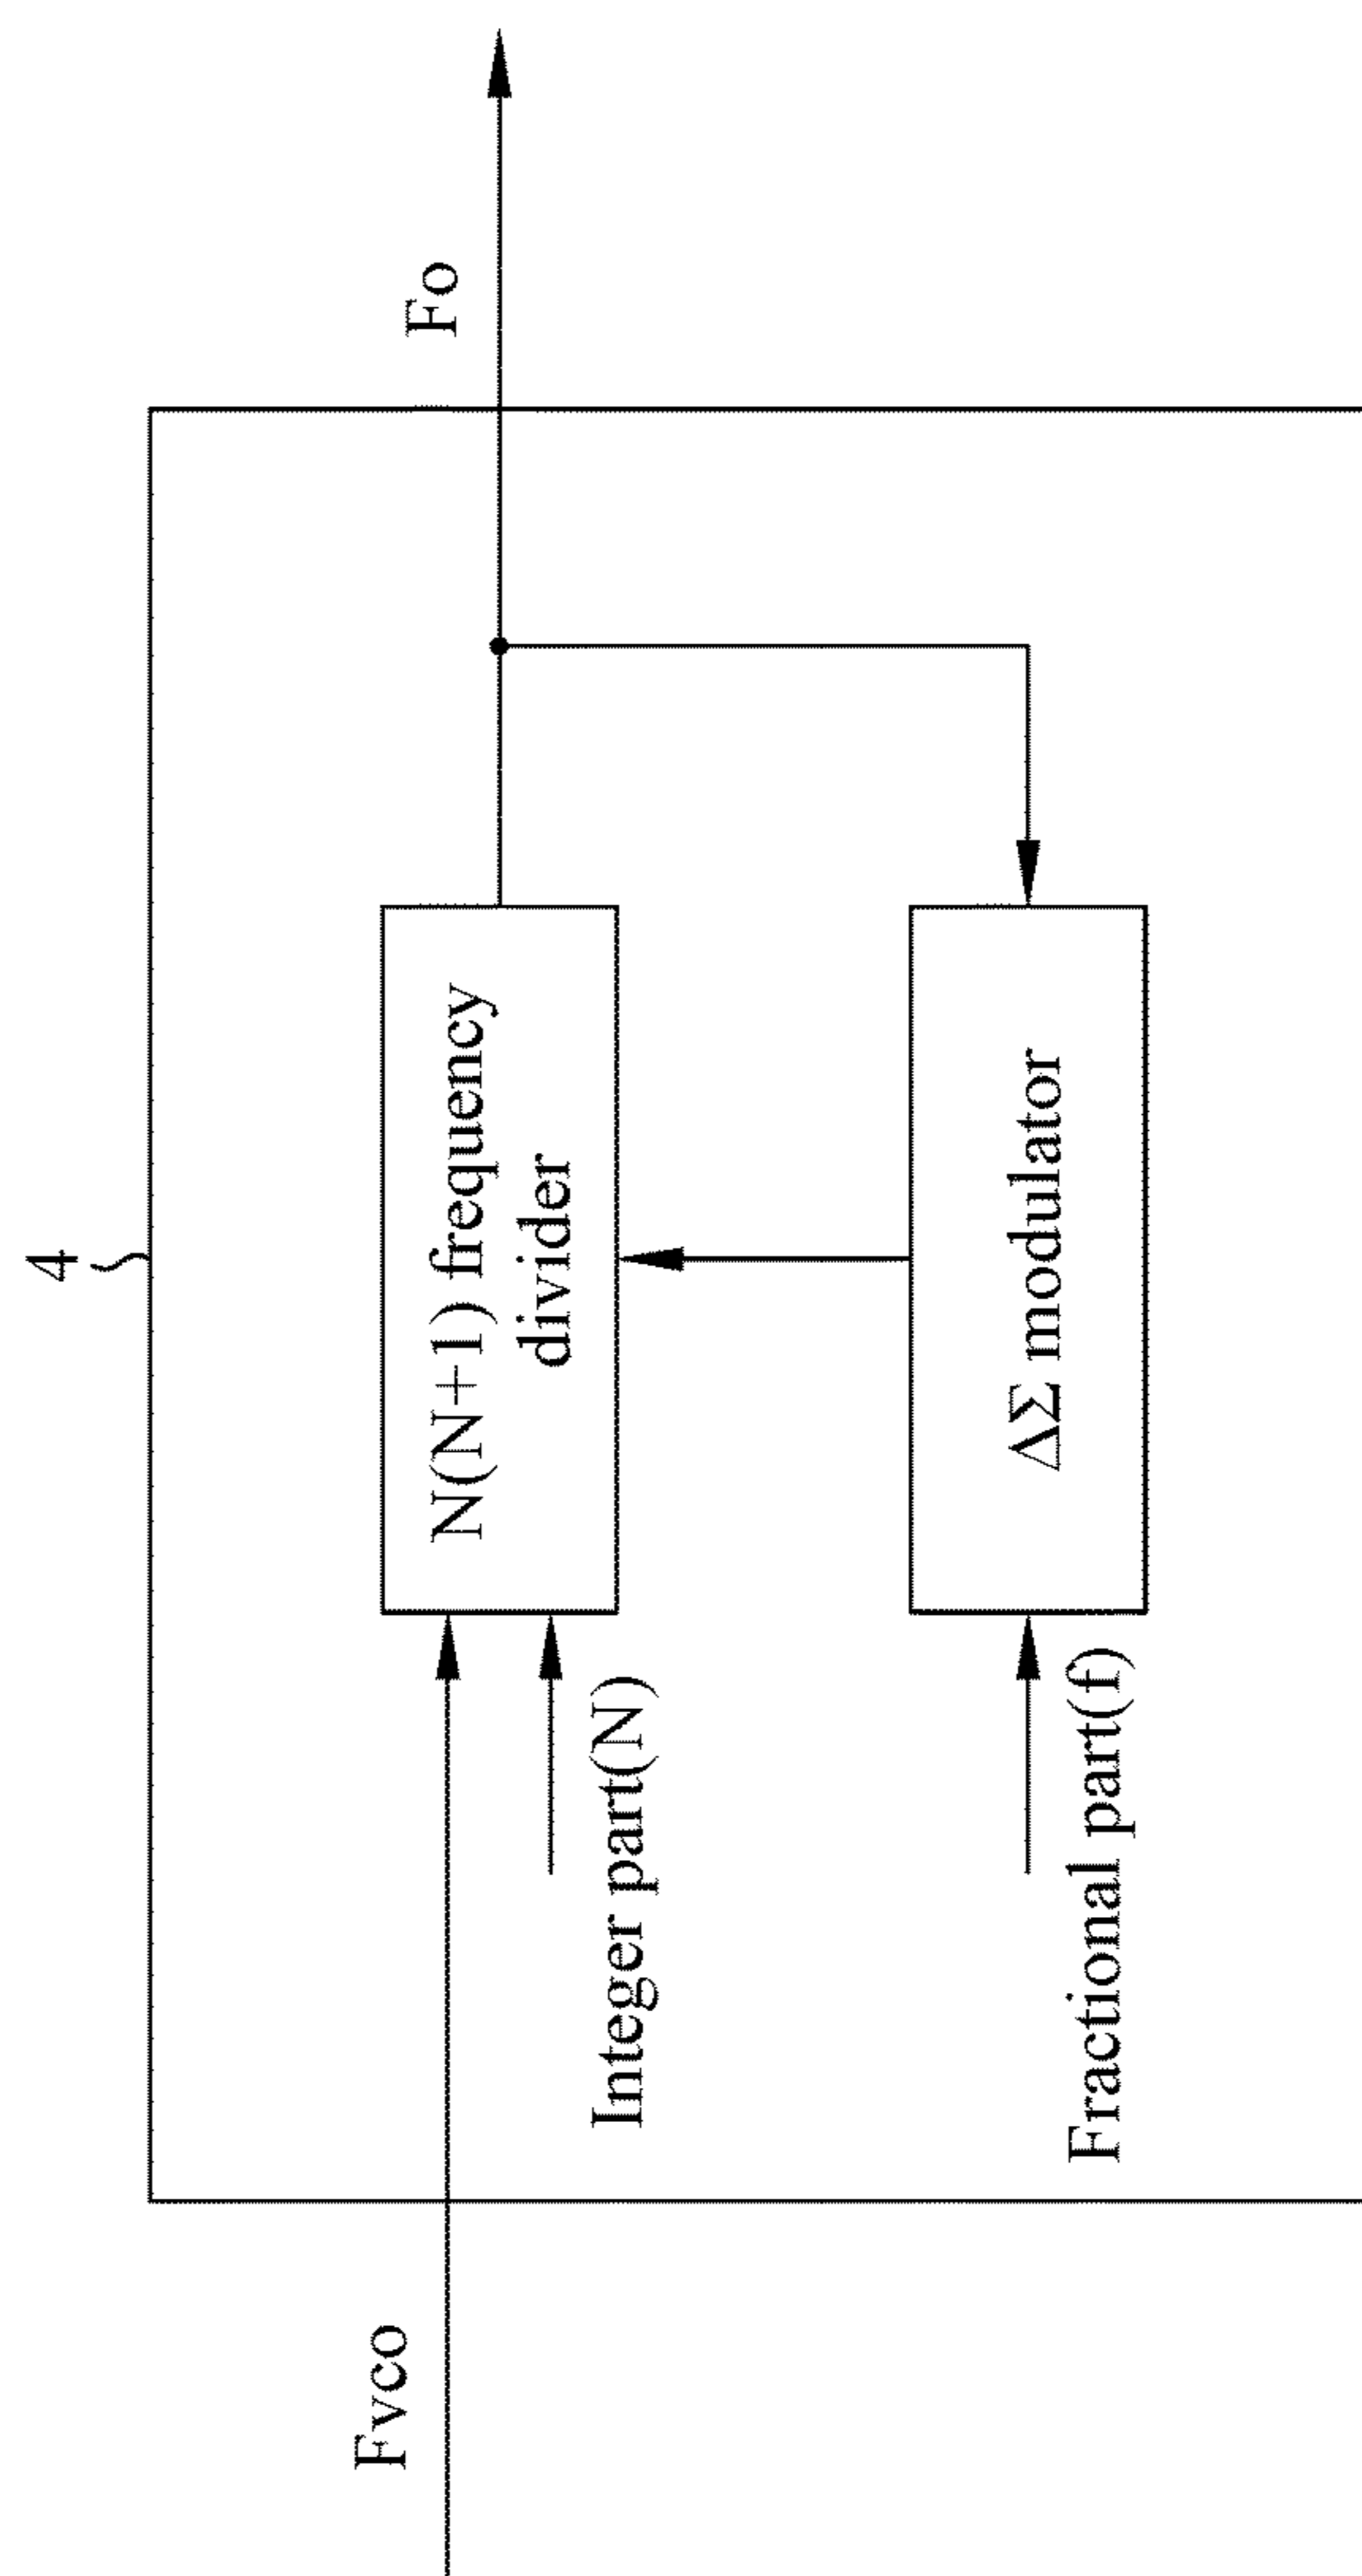 4
Fvco
Fo
N(N+1) frequency
divider
Integer part(N)
ΔΣ modulator
Fractional part(f)